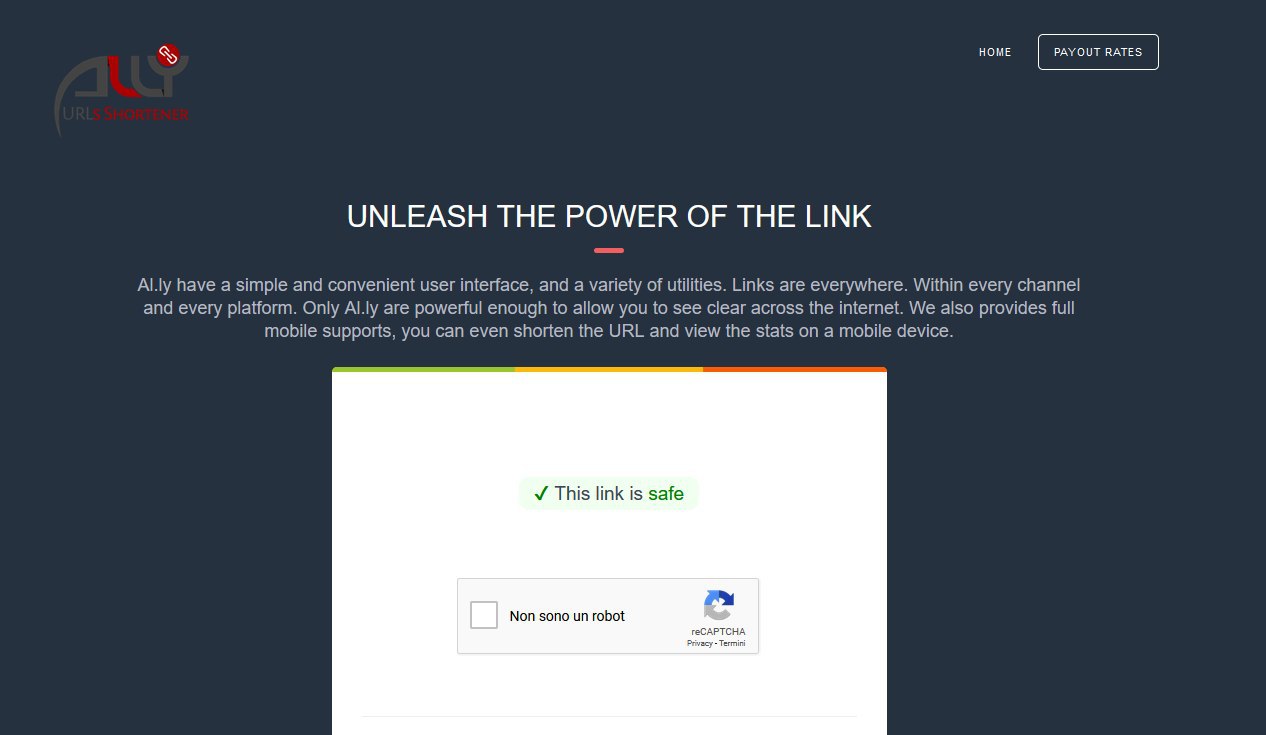 ALLY
URLs Shortener
HOME
PAYOUT RATES
UNLEASH THE POWER OF THE LINK
Al.ly have a simple and convenient user interface, and a variety of utilities. Links are everywhere. Within every channel
and every platform. Only Al.ly are powerful enough to allow you to see clear across the internet. We also provides full
mobile supports, you can even shorten the URL and view the stats on a mobile device.
✓ This link is safe
Non sono un robot
reCAPTCHA
Privacy - Termini